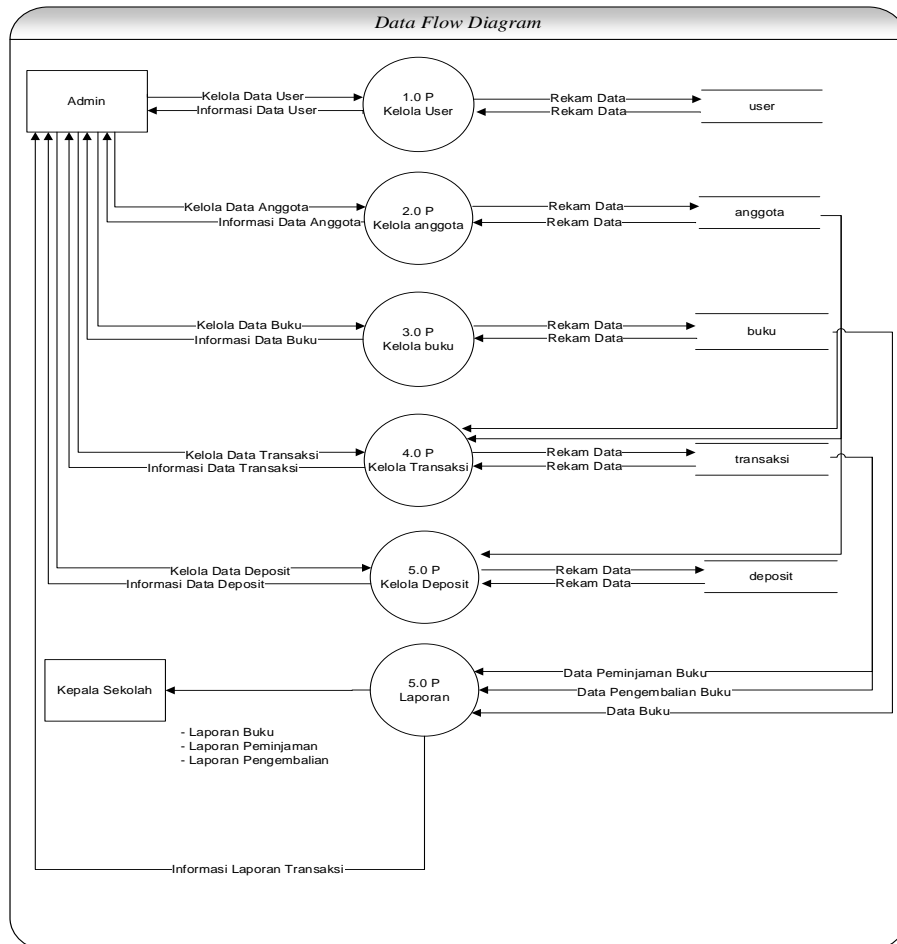 Data Flow Diagram
Admin
Kelola Data User
Informasi Data User
1.0 P
Kelola User
Rekam Data
Rekam Data
user
Kelola Data Anggota
Informasi Data Anggota
2.0 P
Kelola anggota
Rekam Data
Rekam Data
anggota
Kelola Data Buku
Informasi Data Buku
3.0 P
Kelola buku
Rekam Data
Rekam Data
buku
Kelola Data Transaksi
Informasi Data Transaksi
4.0 P
Kelola Transaksi
Rekam Data
Rekam Data
transaksi
Kelola Data Deposit
Informasi Data Deposit
5.0 P
Kelola Deposit
Rekam Data
Rekam Data
deposit
Kepala Sekolah
5.0 P
Laporan
Data Peminjaman Buku
Data Pengembalian Buku
Data Buku
- Laporan Buku
- Laporan Peminjaman
- Laporan Pengembalian
Informasi Laporan Transaksi